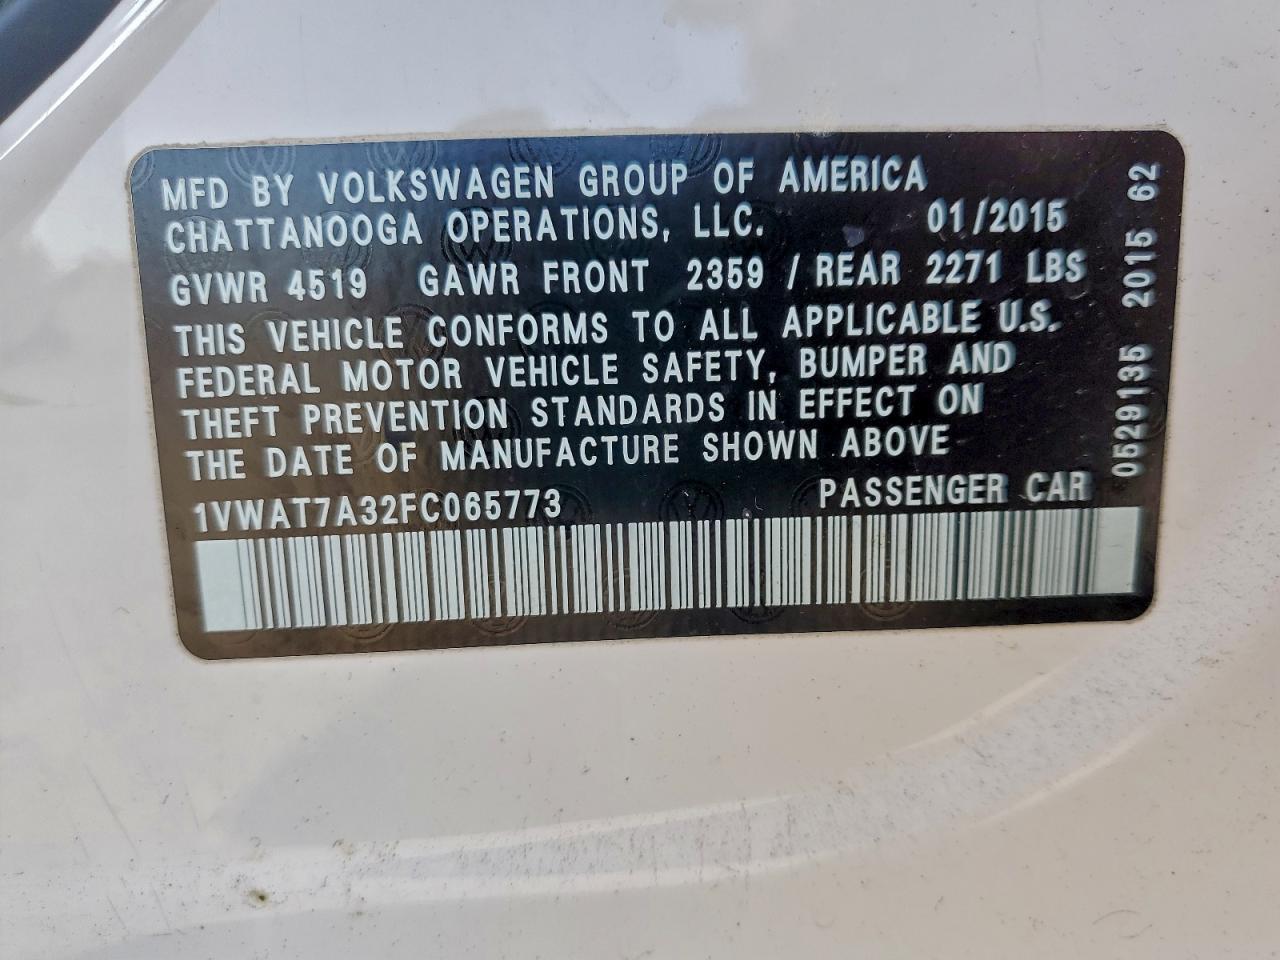 MFD BY VOLKSWAGEN GROUP OF AMERICA
CHATTANOOGA OPERATIONS, LLC. 01/2015
GVWR 4519 GAWR FRONT 2359 / REAR 2271 LBS
THIS VEHICLE CONFORMS TO ALL APPLICABLE U.S.
FEDERAL MOTOR VEHICLE SAFETY, BUMPER AND
THEFT PREVENTION STANDARDS IN EFFECT ON
THE DATE OF MANUFACTURE SHOWN ABOVE
1VWAT7A32FC065773 PASSENGER CAR
0529135 2015 62